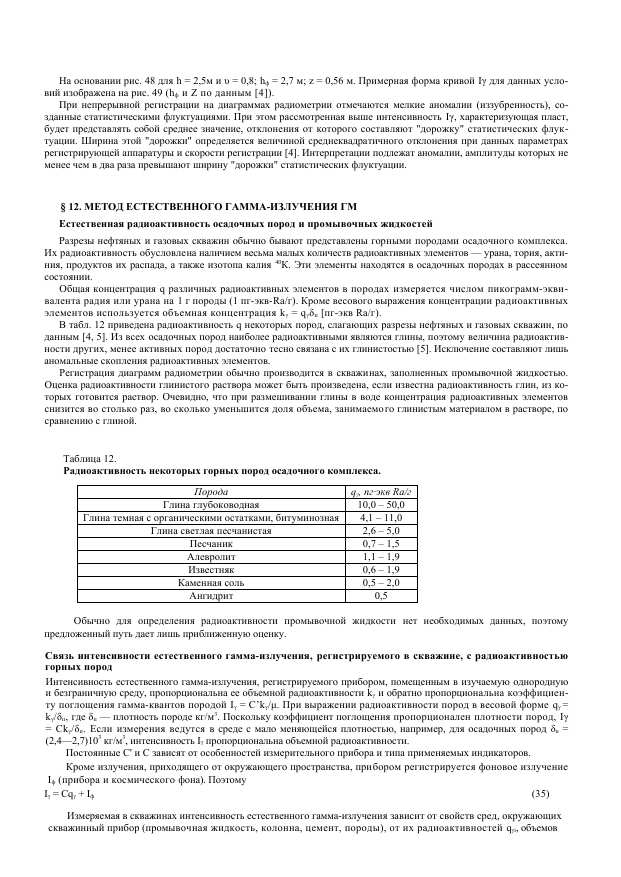 На основании рис. 48 для h = 2,5м и υ = 0,8; hф = 2,7 м; z = 0,56 м. Примерная форма кривой Iγ для данных усло-
вий изображена на рис. 49 (hф и Z по данным [4]).
При непрерывной регистрации на диаграммах радиометрии отмечаются мелкие аномалии (иззубренность), со-
зданные статистическими флуктуациями. При этом рассмотренная выше интенсивность Iγ, характеризующая пласт,
будет представлять собой среднее значение, отклонения от которого составляют "дорожку" статистических флук-
туации. Ширина этой "дорожки" определяется величиной среднеквадратичного отклонения при данных параметрах
регистрирующей аппаратуры и скорости регистрации [4]. Интерпретации подлежат аномалии, амплитуды которых не
менее чем в два раза превышают ширину "дорожки" статистических флуктуации.
§ 12. МЕТОД ЕСТЕСТВЕННОГО ГАММА-ИЗЛУЧЕНИЯ ГМ
Естественная радиоактивность осадочных пород и промывочных жидкостей
Разрезы нефтяных и газовых скважин обычно бывают представлены горными породами осадочного комплекса.
Их радиоактивность обусловлена наличием весьма малых количеств радиоактивных элементов — урана, тория, акти-
ния, продуктов их распада, а также изотопа калия ⁴⁰K. Эти элементы находятся в осадочных породах в рассеянном
состоянии.
Общая концентрация q различных радиоактивных элементов в породах измеряется числом пикограмм-экви-
валента радия или урана на 1 г породы (1 пг-экв-Ra/г). Кроме весового выражения концентрации радиоактивных
элементов используется объемная концентрация kγ = qγδп [пг-экв Ra/г).
В табл. 12 приведена радиоактивность q некоторых пород, слагающих разрезы нефтяных и газовых скважин, по
данным [4, 5]. Из всех осадочных пород наиболее радиоактивными являются глины, поэтому величина радиоактив-
ности других, менее активных пород достаточно тесно связана с их глинистостью [5]. Исключение составляют лишь
аномальные скопления радиоактивных элементов.
Регистрация диаграмм радиометрии обычно производится в скважинах, заполненных промывочной жидкостью.
Оценка радиоактивности глинистого раствора может быть произведена, если известна радиоактивность глин, из ко-
торых готовится раствор. Очевидно, что при размешивании глины в воде концентрация радиоактивных элементов
снизится во столько раз, во сколько уменьшится доля объема, занимаемого глинистым материалом в растворе, по
сравнению с глиной.
Таблица 12.
Радиоактивность некоторых горных пород осадочного комплекса.
Порода qγ, пг-экв Ra/г
Глина глубоководная 10,0 – 50,0
Глина темная с органическими остатками, битуминозная 4,1 – 11,0
Глина светлая песчанистая 2,6 – 5,0
Песчаник 0,7 – 1,5
Алевролит 1,1 – 1,9
Известняк 0,6 – 1,9
Каменная соль 0,5 – 2,0
Ангидрит 0,5
Обычно для определения радиоактивности промывочной жидкости нет необходимых данных, поэтому
предложенный путь дает лишь приближенную оценку.
Связь интенсивности естественного гамма-излучения, регистрируемого в скважине, с радиоактивностью
горных пород
Интенсивность естественного гамма-излучения, регистрируемого прибором, помещенным в изучаемую однородную
и безграничную среду, пропорциональна ее объемной радиоактивности kγ и обратно пропорциональна коэффициен-
ту поглощения гамма-квантов породой Iγ = C’kγ/μ. При выражении радиоактивности пород в весовой форме qγ =
kγ/δп, где δп — плотность породе кг/м³. Поскольку коэффициент поглощения пропорционален плотности пород, Iγ
= Ckγ/δп. Если измерения ведутся в среде с мало меняющейся плотностью, например, для осадочных пород δп =
(2,4—2,7)10³ кг/м³, интенсивность Iγ пропорциональна объемной радиоактивности.
Постоянные C' и C зависят от особенностей измерительного прибора и типа применяемых индикаторов.
Кроме излучения, приходящего от окружающего пространства, прибором регистрируется фоновое излучение
Iф (прибора и космического фона). Поэтому
Iγ = Cqγ + Iф (35)
Измеряемая в скважинах интенсивность естественного гамма-излучения зависит от свойств сред, окружающих
скважинный прибор (промывочная жидкость, колонна, цемент, породы), от их радиоактивностей qγi, объемов